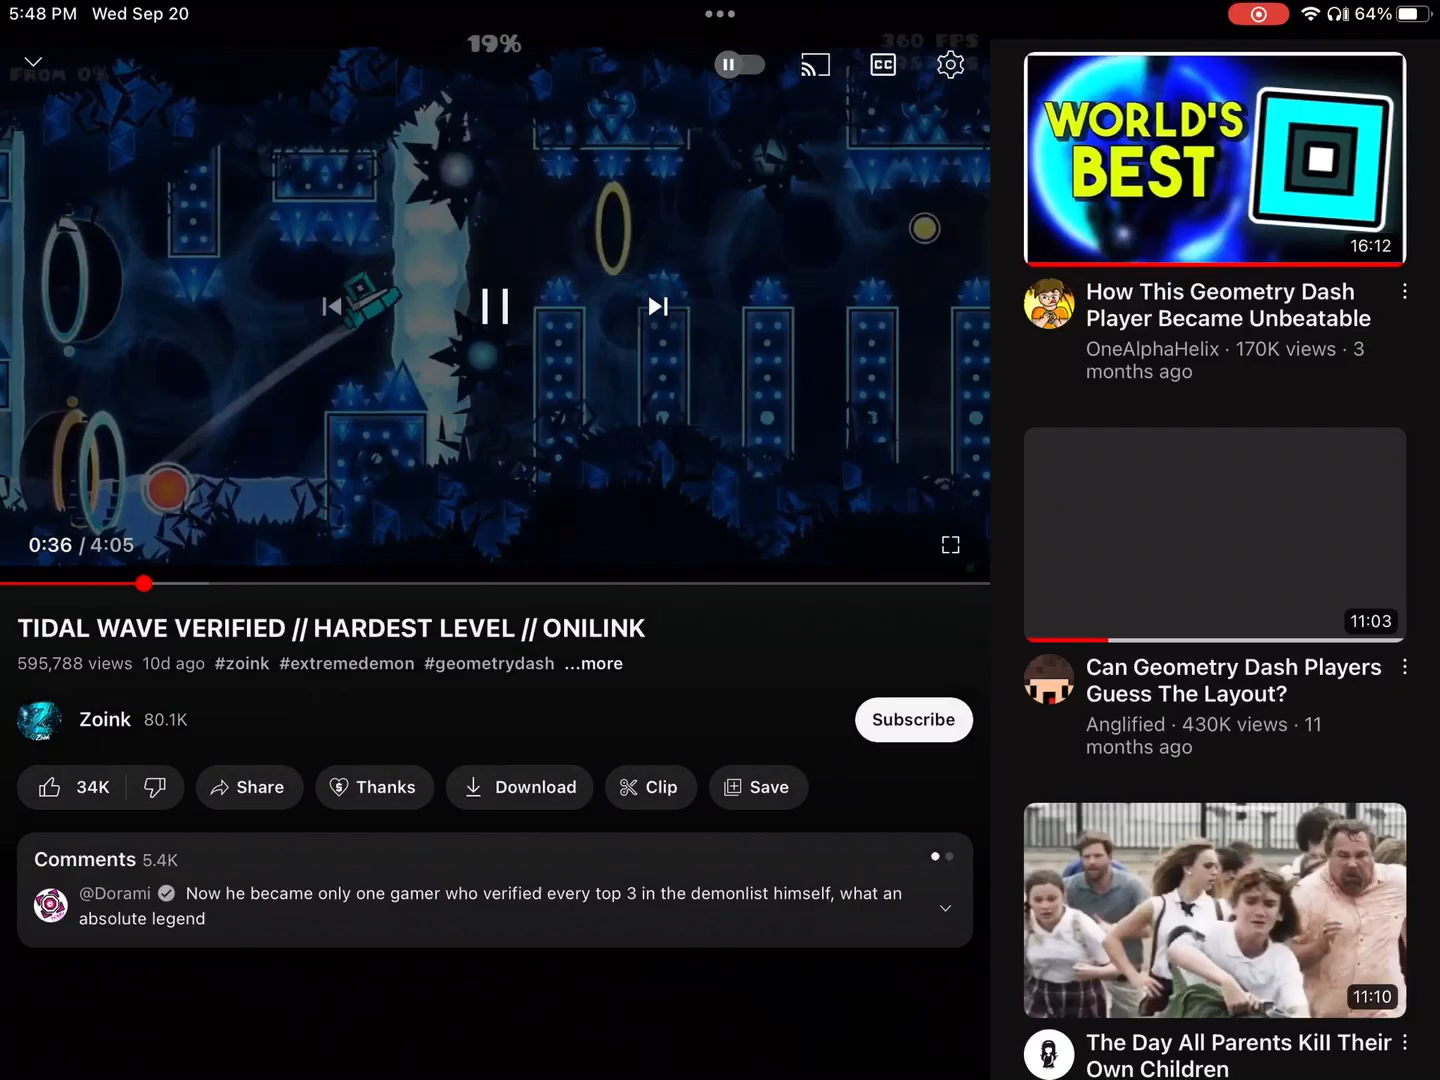 5:48 PM Wed Sep 20
64%
19%
360 FPS
FROM 0%
CC
0:36 / 4:05
TIDAL WAVE VERIFIED // HARDEST LEVEL // ONILINK
595,788 views 10d ago #zoink #extremedemon #geometrydash ...more
Zoink 80.1K
Subscribe
34K
Share
Thanks
Download
Clip
Save
Comments 5.4K
@Dorami Now he became only one gamer who verified every top 3 in the demonlist himself, what an
absolute legend
WORLD'S
BEST
16:12
How This Geometry Dash
Player Became Unbeatable
OneAlphaHelix · 170K views · 3
months ago
11:03
Can Geometry Dash Players
Guess The Layout?
Anglified · 430K views · 11
months ago
11:10
The Day All Parents Kill Their
Own Children